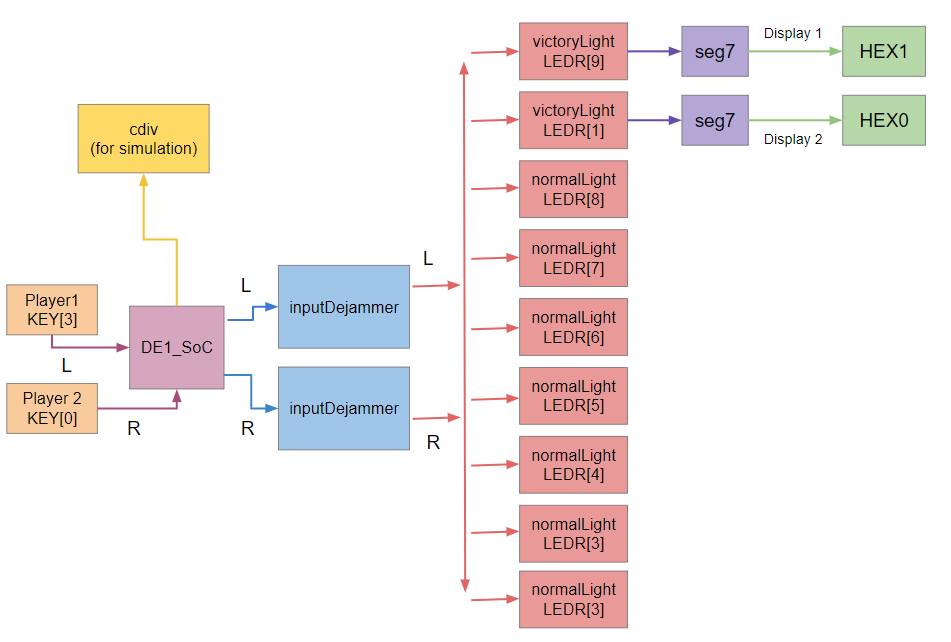 cdiv
(for simulation)
Player1
KEY[3]
L
Player 2
KEY[0]
R
DE1_SoC
L
R
inputDejammer
inputDejammer
L
R
victoryLight
LEDR[9]
victoryLight
LEDR[1]
normalLight
LEDR[8]
normalLight
LEDR[7]
normalLight
LEDR[6]
normalLight
LEDR[5]
normalLight
LEDR[4]
normalLight
LEDR[3]
normalLight
LEDR[3]
seg7
seg7
Display 1
Display 2
HEX1
HEX0